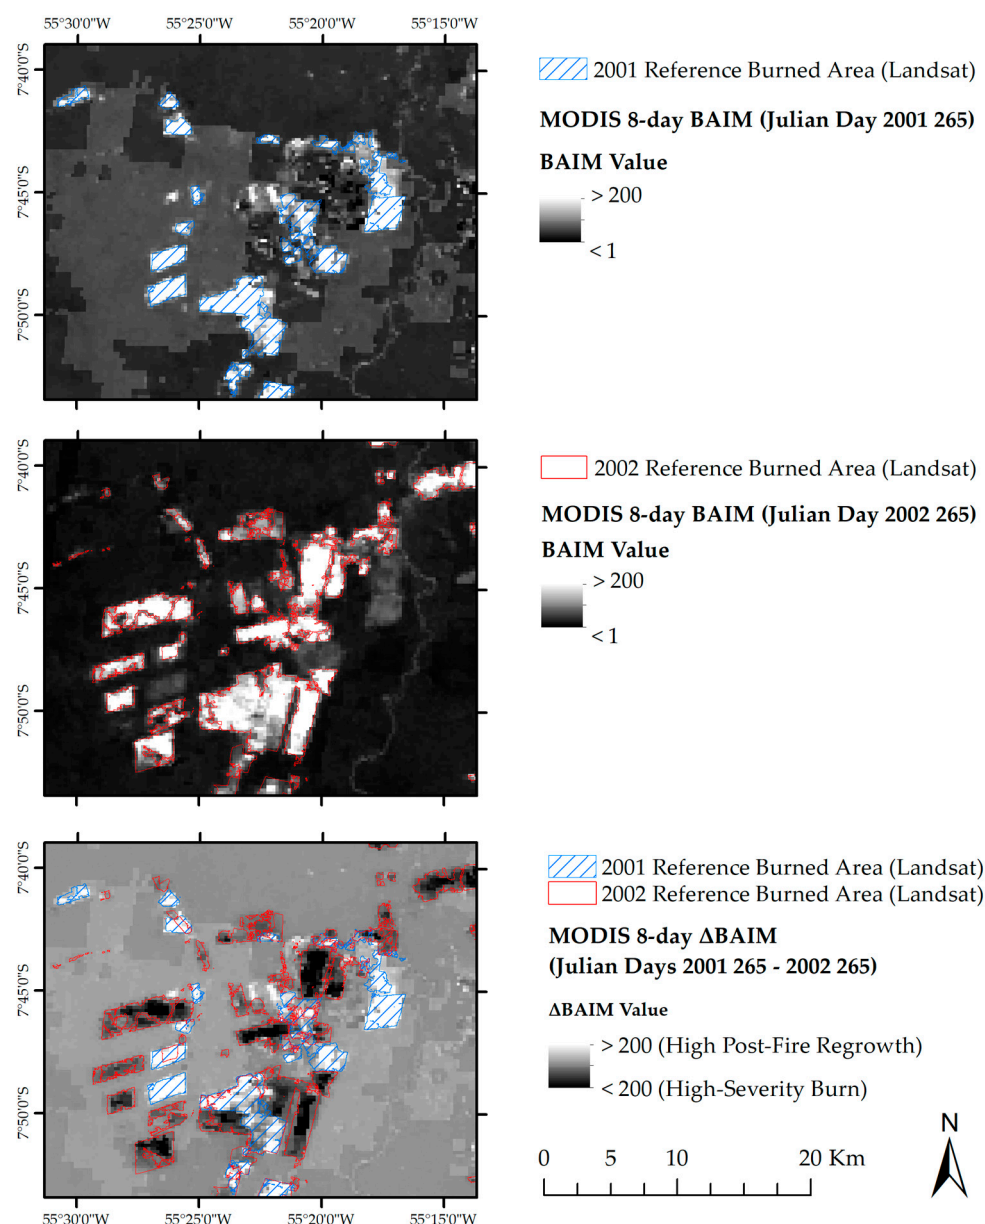 55°30'0"W 55°25'0"W 55°20'0"W 55°15'0"W
7°40'0"S
7°45'0"S
7°50'0"S
2001 Reference Burned Area (Landsat)
MODIS 8-day BAIM (Julian Day 2001 265)
BAIM Value
> 200
< 1
7°40'0"S
7°45'0"S
7°50'0"S
2002 Reference Burned Area (Landsat)
MODIS 8-day BAIM (Julian Day 2002 265)
BAIM Value
> 200
< 1
7°40'0"S
7°45'0"S
7°50'0"S
2001 Reference Burned Area (Landsat)
2002 Reference Burned Area (Landsat)
MODIS 8-day ΔBAIM
(Julian Days 2001 265 - 2002 265)
ΔBAIM Value
> 200 (High Post-Fire Regrowth)
< 200 (High-Severity Burn)
N
0 5 10 20 Km
55°30'0"W 55°25'0"W 55°20'0"W 55°15'0"W